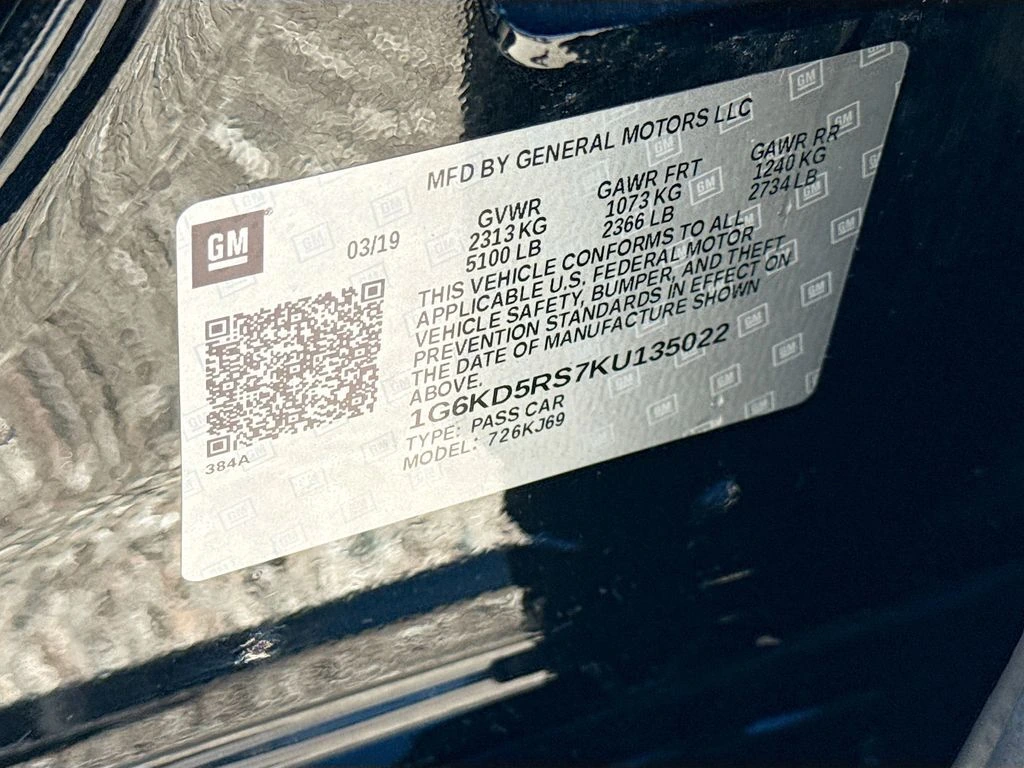 MFD BY GENERAL MOTORS LLC
GM
03/19
GVWR GAWR FRT GAWR RR
2313 KG 1073 KG 1240 KG
5100 LB 2366 LB 2734 LB
THIS VEHICLE CONFORMS TO ALL
APPLICABLE U.S. FEDERAL MOTOR
VEHICLE SAFETY, BUMPER, AND THEFT
PREVENTION STANDARDS IN EFFECT ON
THE DATE OF MANUFACTURE SHOWN
ABOVE.
1G6KD5RS7KU135022
TYPE: PASS CAR
MODEL: 726KJ69
384A